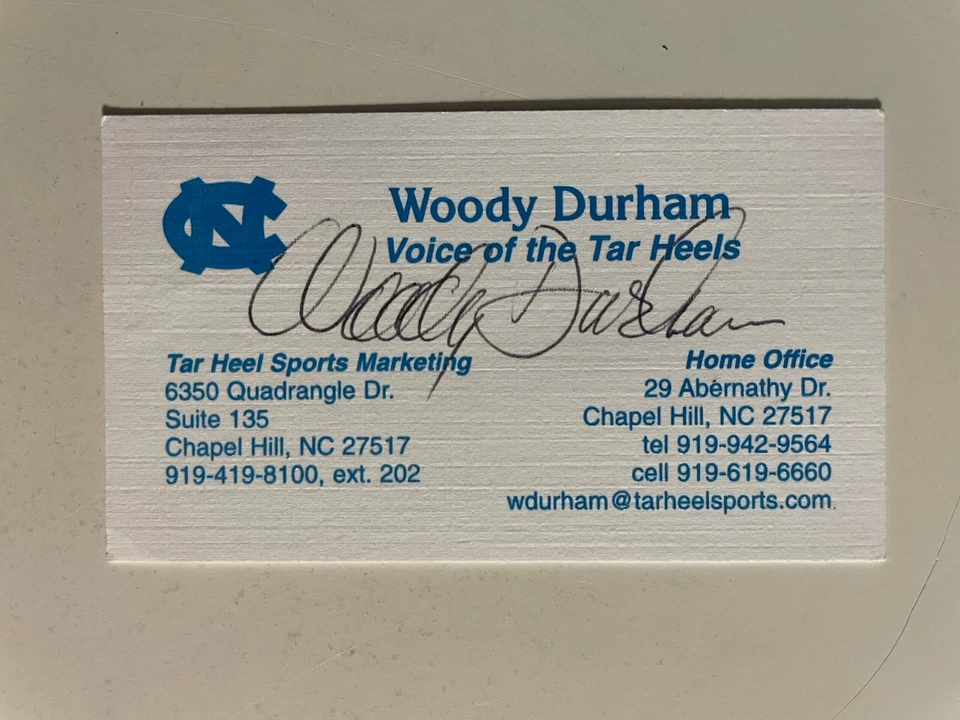 NC
Woody Durham
Voice of the Tar Heels
Woody Durham
Tar Heel Sports Marketing
6350 Quadrangle Dr.
Suite 135
Chapel Hill, NC 27517
919-419-8100, ext. 202
Home Office
29 Abernathy Dr.
Chapel Hill, NC 27517
tel 919-942-9564
cell 919-619-6660
wdurham@tarheelsports.com